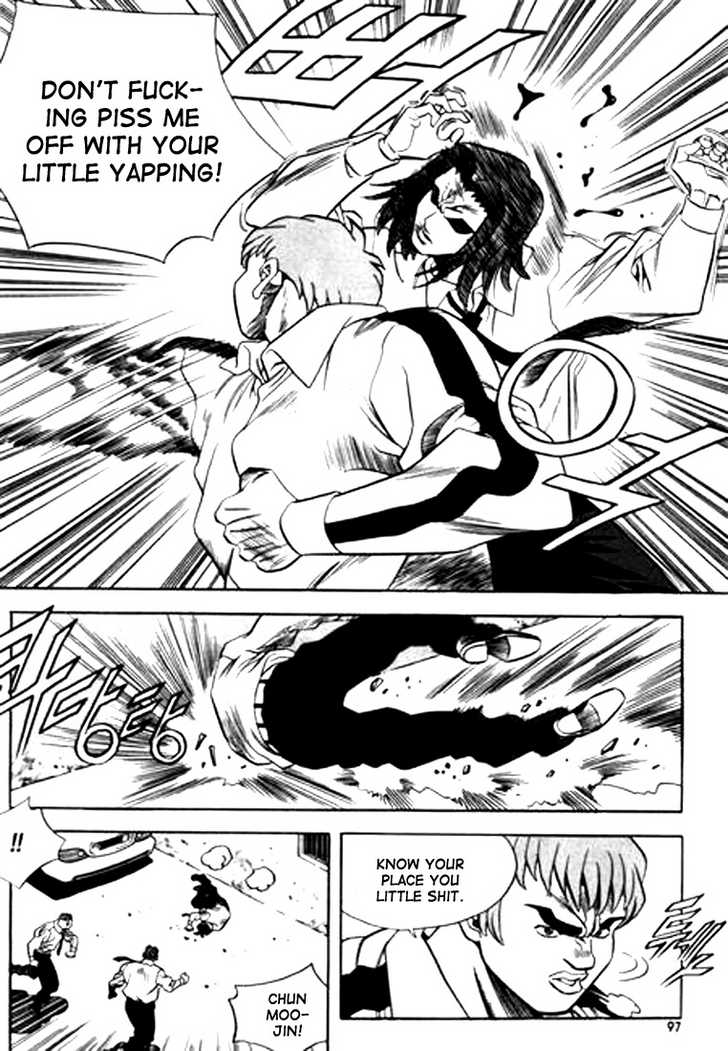 DON'T FUCK-
ING PISS ME
OFF WITH YOUR
LITTLE YAPPING!
!!
CHUN
MOO-
JIN!
KNOW YOUR
PLACE YOU
LITTLE SHIT.
97